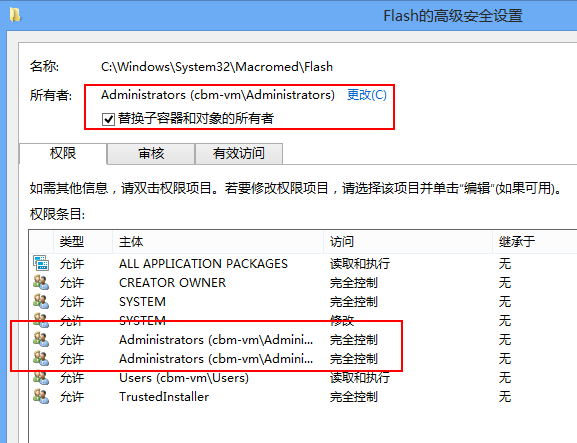 Flash的高级安全设置
名称: C:\Windows\System32\Macromed\Flash
所有者: Administrators (cbm-vm\Administrators) 更改(C)
替换子容器和对象的所有者
权限 审核 有效访问
如需其他信息，请双击权限项目。若要修改权限项目，请选择该项目并单击“编辑”(如果可用)。
权限条目:
类型 主体 访问 继承于
允许 ALL APPLICATION PACKAGES 读取和执行 无
允许 CREATOR OWNER 完全控制 无
允许 SYSTEM 完全控制 无
允许 SYSTEM 修改 无
允许 Administrators (cbm-vm\Admini... 完全控制 无
允许 Administrators (cbm-vm\Admini... 完全控制 无
允许 Users (cbm-vm\Users) 读取和执行 无
允许 TrustedInstaller 完全控制 无